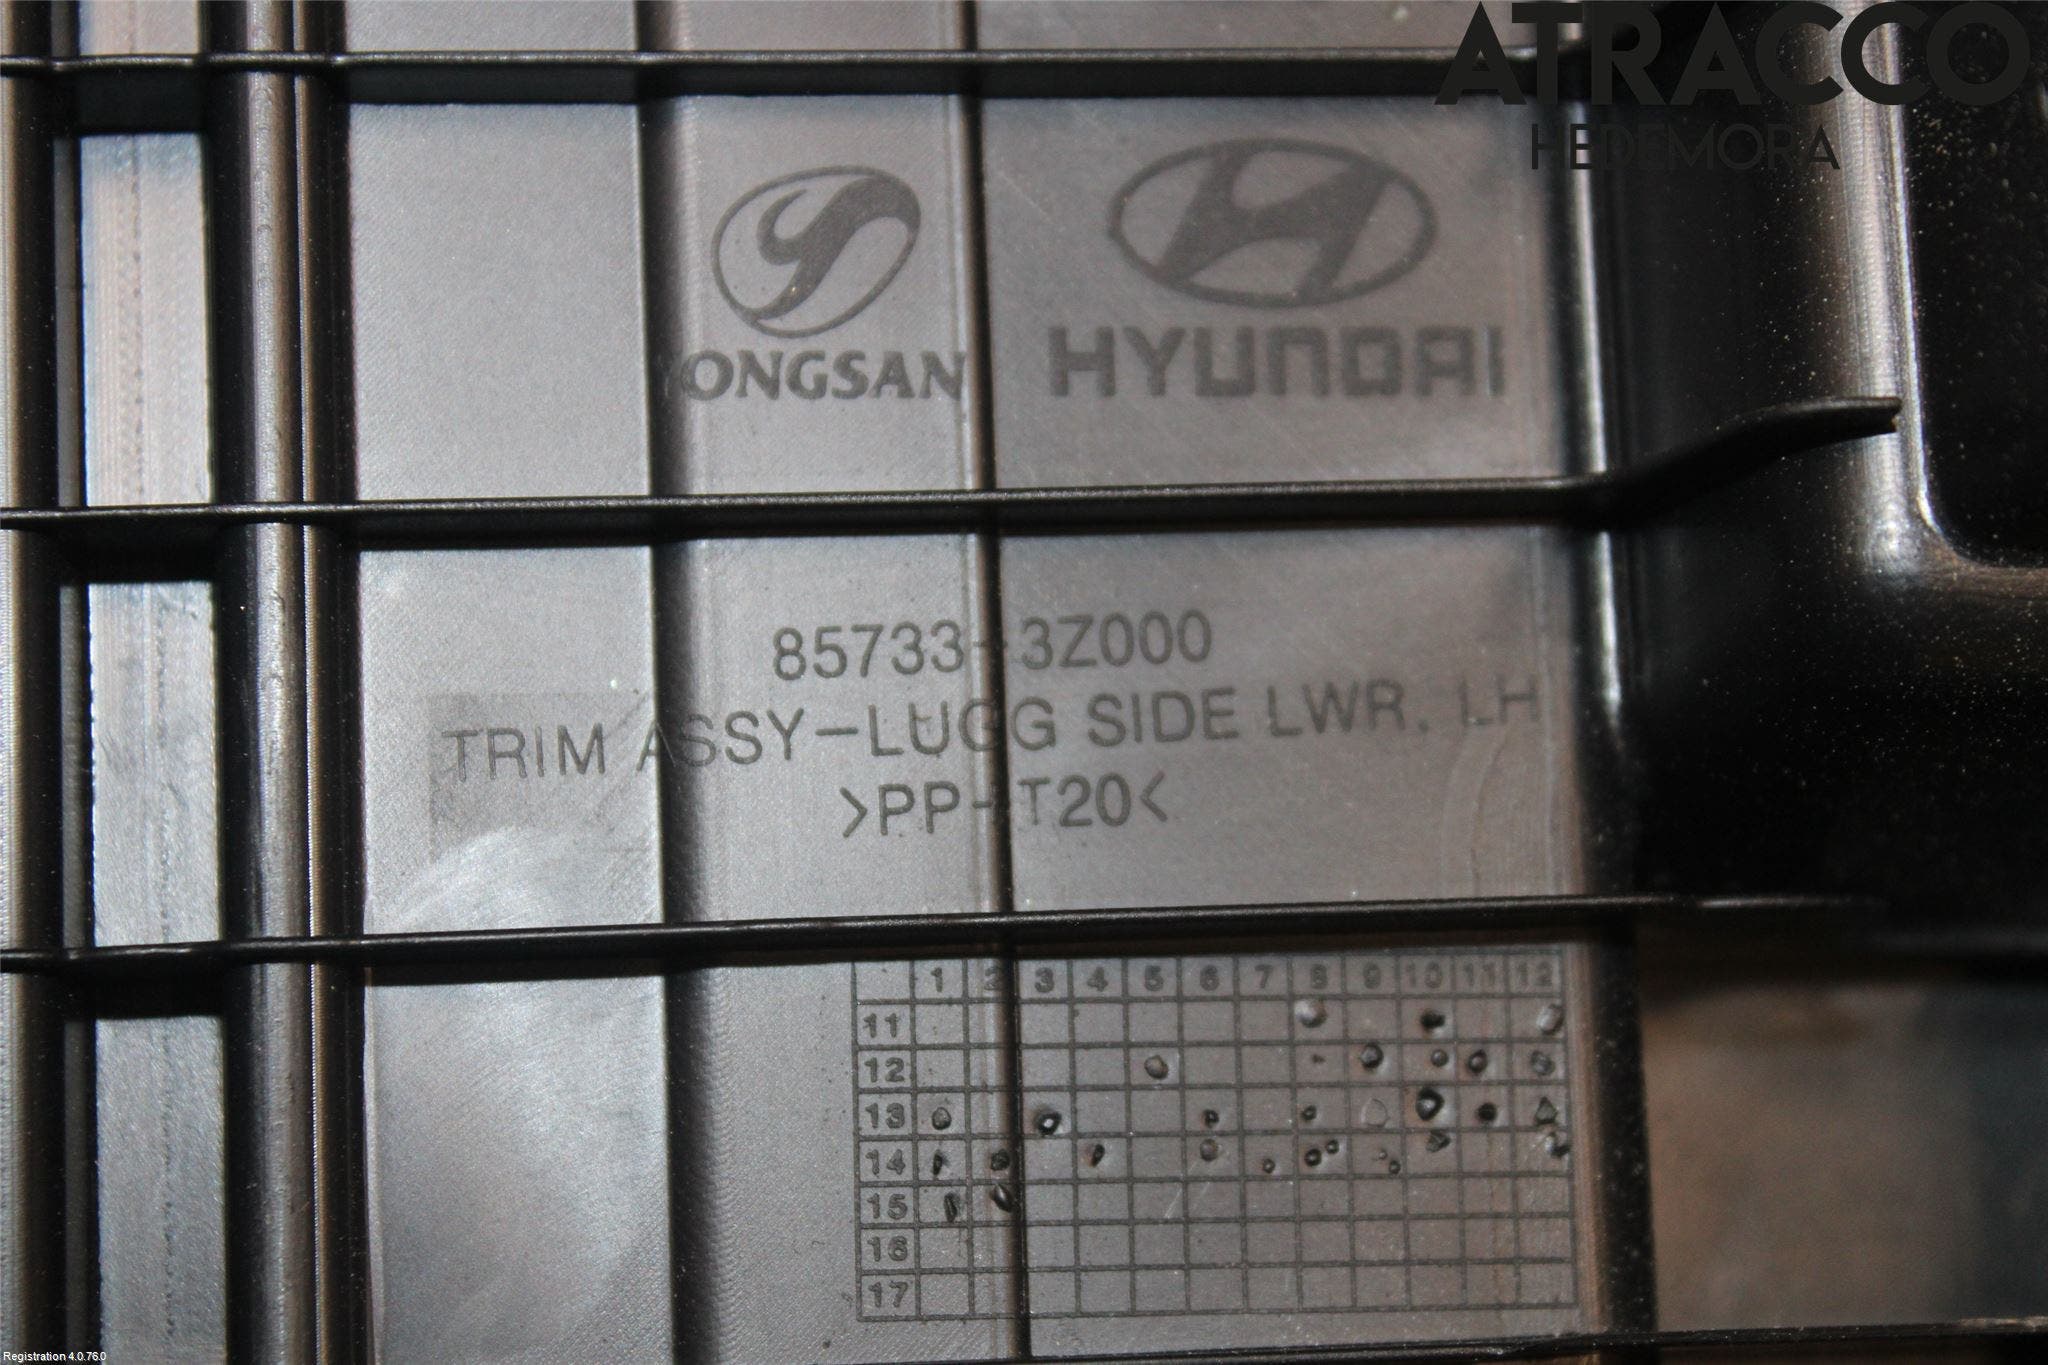 ATRACCO
HEDEMORA
YONGSAN
HYUNDAI
85733-3Z000
TRIM ASSY-LUGG SIDE LWR. LH
>PP-T20<
1 2 3 4 5 6 7 8 9 10 11 12
11
12
13
14
15
16
17
Registration 4.0.76.0